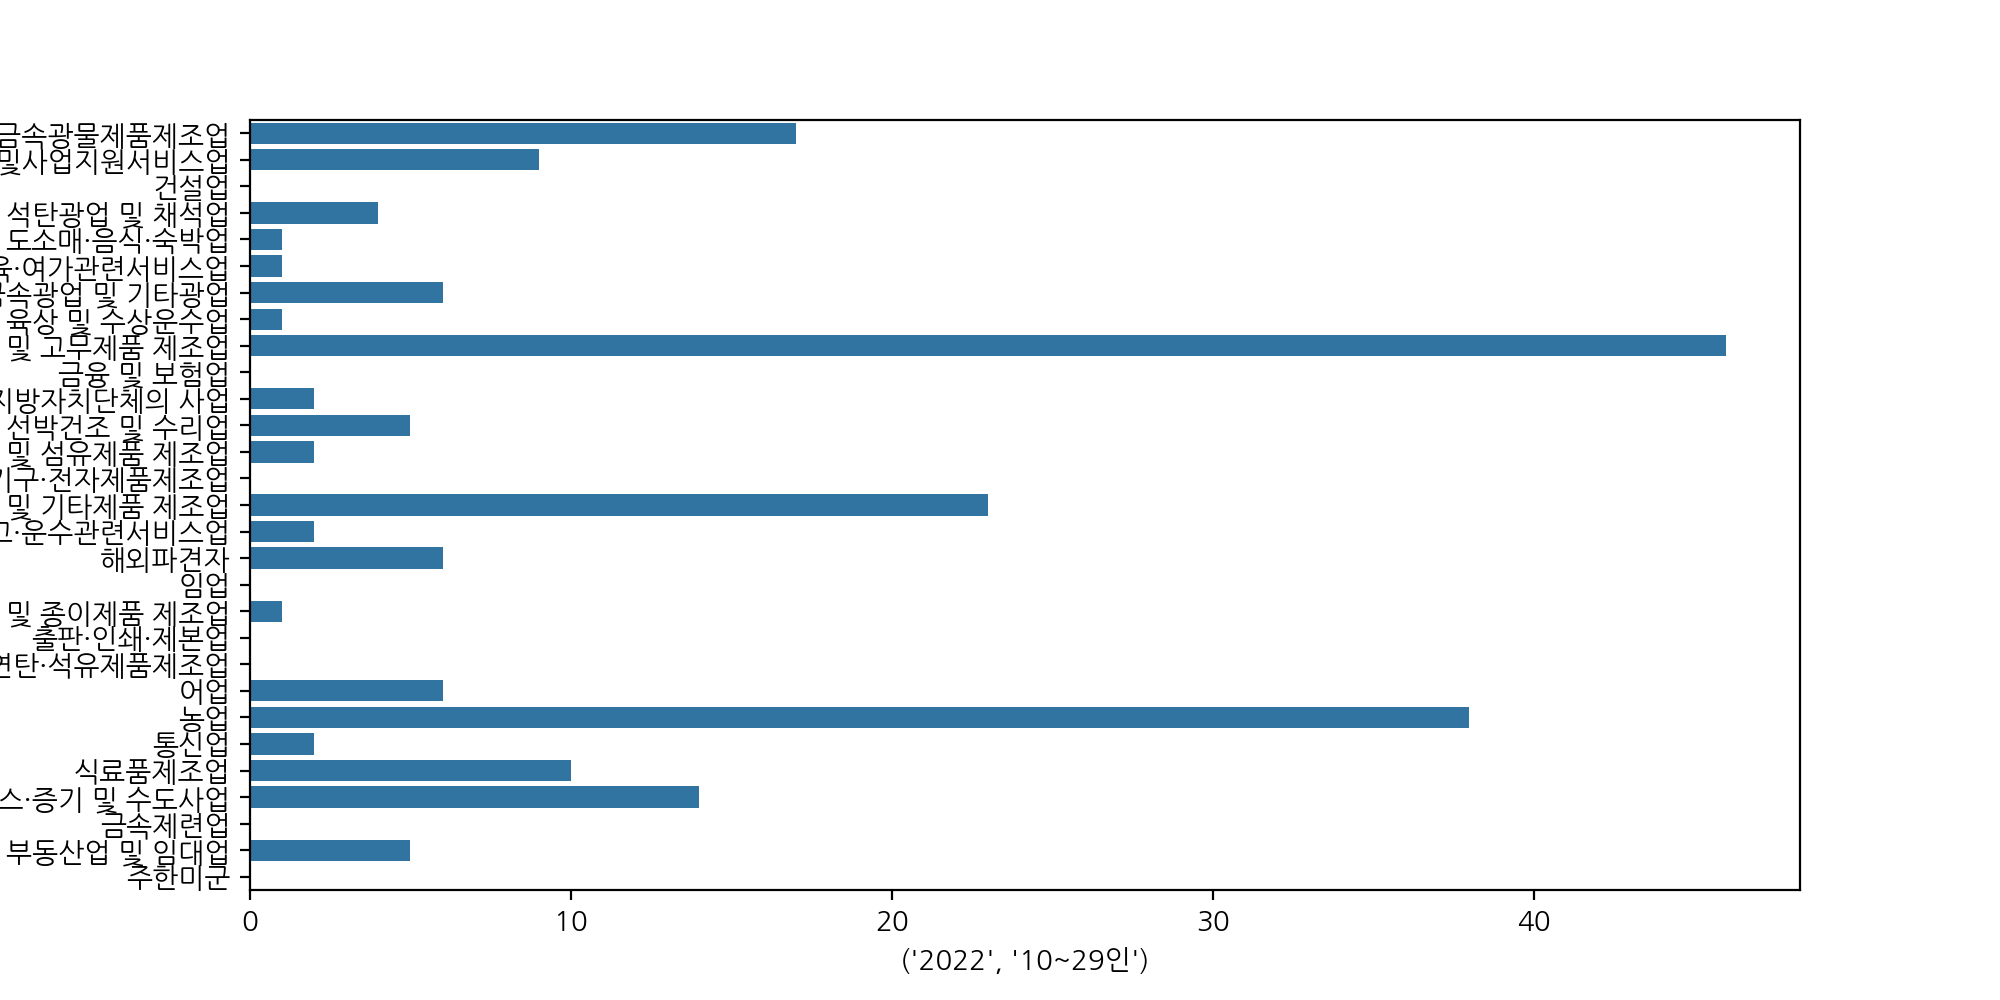 금속광물제품제조업
및사업지원서비스업
건설업
석탄광업 및 채석업
도소매·음식·숙박업
육·여가관련서비스업
금속광업 및 기타광업
육상 및 수상운수업
및 고무제품 제조업
금융 및 보험업
지방자치단체의 사업
선박건조 및 수리업
및 섬유제품 제조업
기구·전자제품제조업
및 기타제품 제조업
고·운수관련서비스업
해외파견자
임업
및 종이제품 제조업
출판·인쇄·제본업
연탄·석유제품제조업
어업
농업
통신업
식료품제조업
스·증기 및 수도사업
금속제련업
부동산업 및 임대업
주한미군
0 10 20 30 40
('2022', '10~29인')